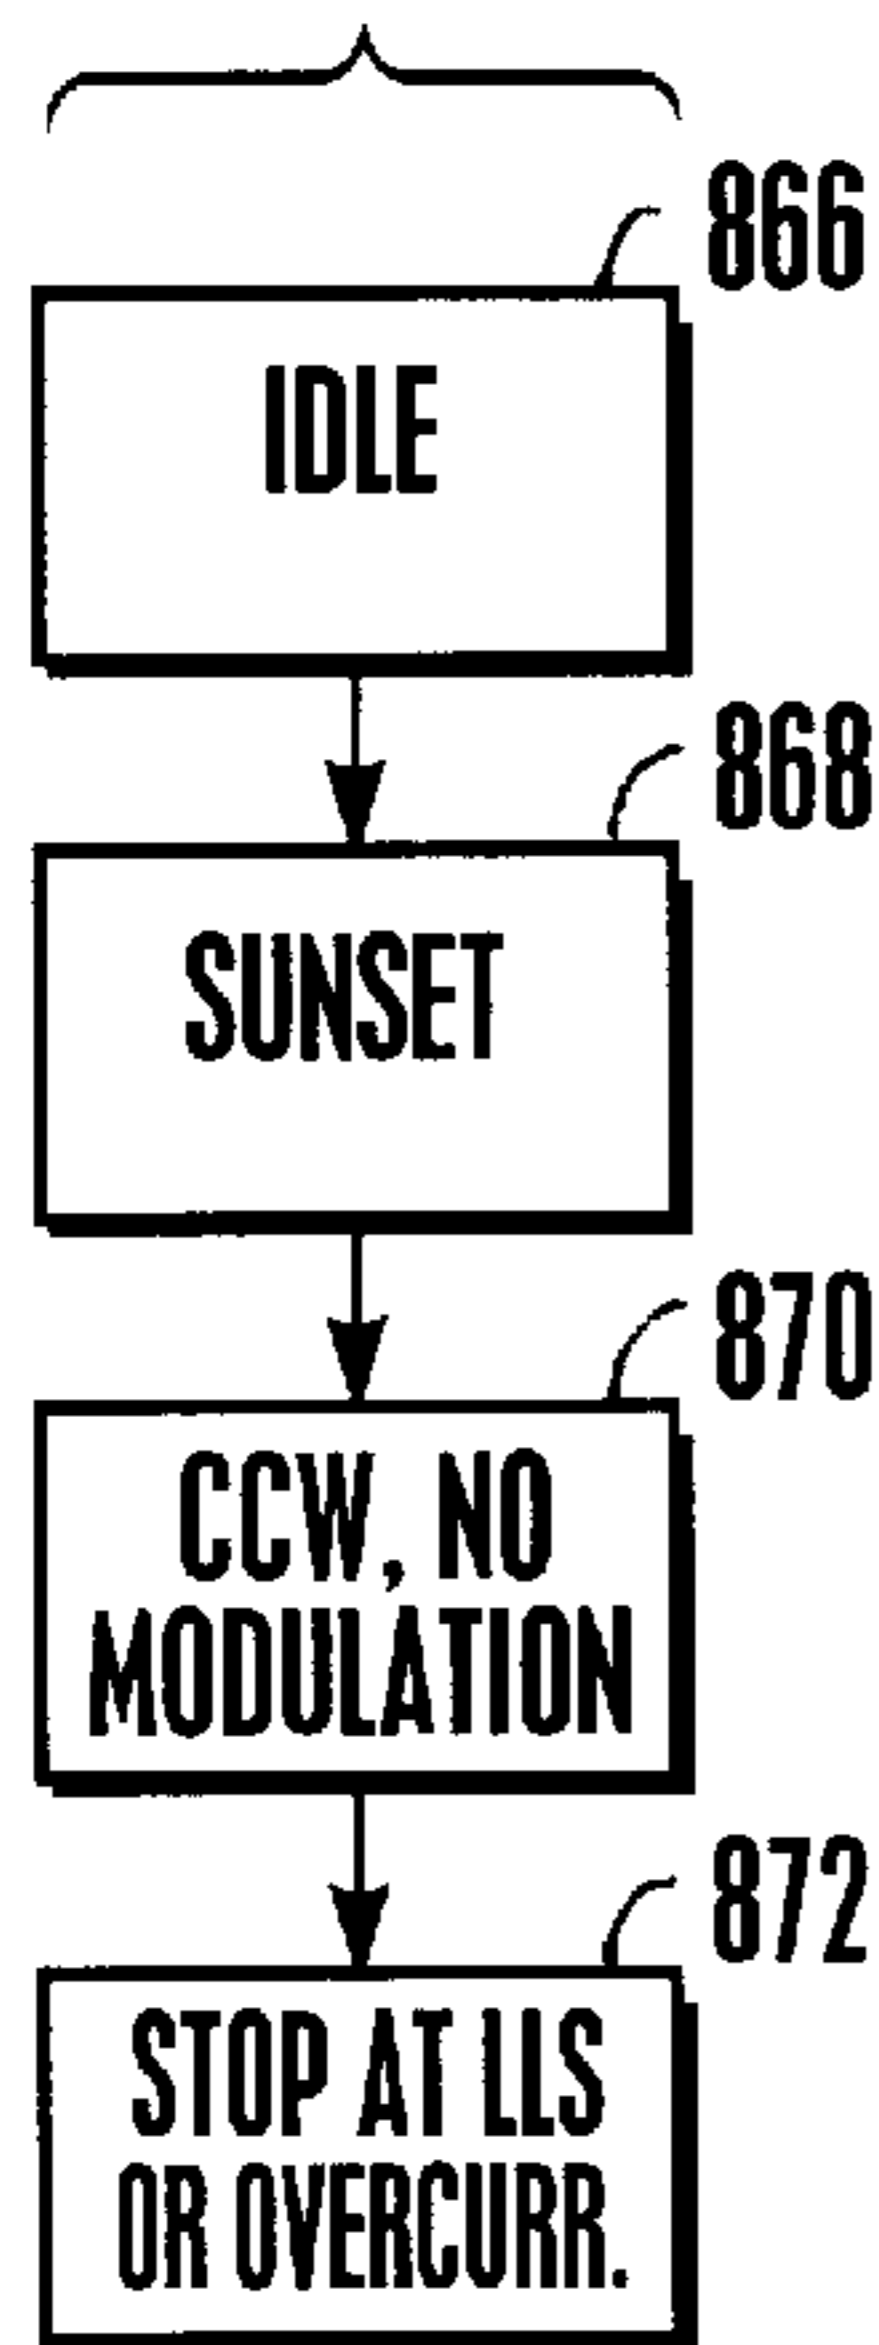 866
IDLE
868
SUNSET
870
CCW, NO
MODULATION
872
STOP AT LLS
OR OVERCURR.